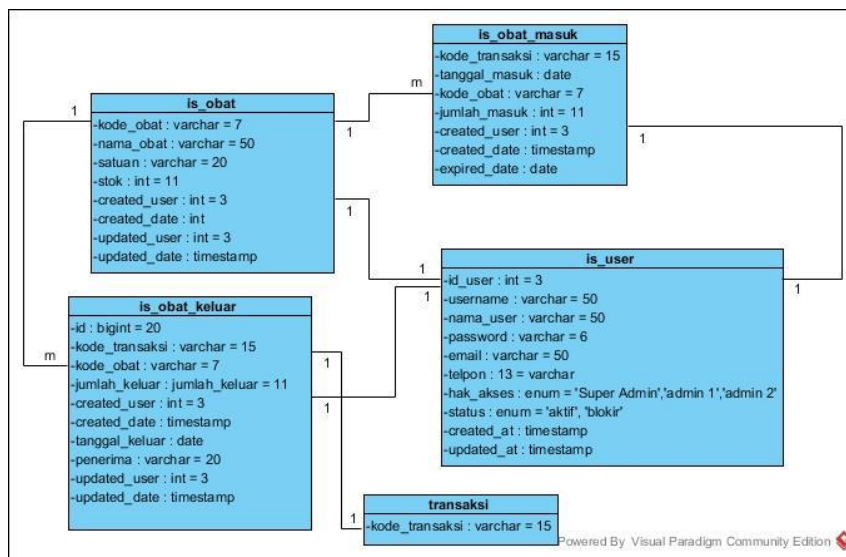 is_obat_masuk
-kode_transaksi : varchar = 15
-tanggal_masuk : date
-kode_obat : varchar = 7
-jumlah_masuk : int = 11
-created_user : int = 3
-created_date : timestamp
-expired_date : date
m
1
1
1
is_obat
-kode_obat : varchar = 7
-nama_obat : varchar = 50
-satuan : varchar = 20
-stok : int = 11
-created_user : int = 3
-created_date : int
-updated_user : int = 3
-updated_date : timestamp
1
1
1
1
is_user
-id_user : int = 3
-username : varchar = 50
-nama_user : varchar = 50
-password : varchar = 6
-email : varchar = 50
-telpon : 13 = varchar
-hak_akses : enum = 'Super Admin','admin 1','admin 2'
-status : enum = 'aktif', 'blokir'
-created_at : timestamp
-updated_at : timestamp
is_obat_keluar
-id : bigint = 20
-kode_transaksi : varchar = 15
-kode_obat : varchar = 7
-jumlah_keluar : jumlah_keluar = 11
-created_user : int = 3
-created_date : timestamp
-tanggal_keluar : date
-penerima : varchar = 20
-updated_user : int = 3
-updated_date : timestamp
m
1
1
1
transaksi
-kode_transaksi : varchar = 15
Powered By Visual Paradigm Community Edition